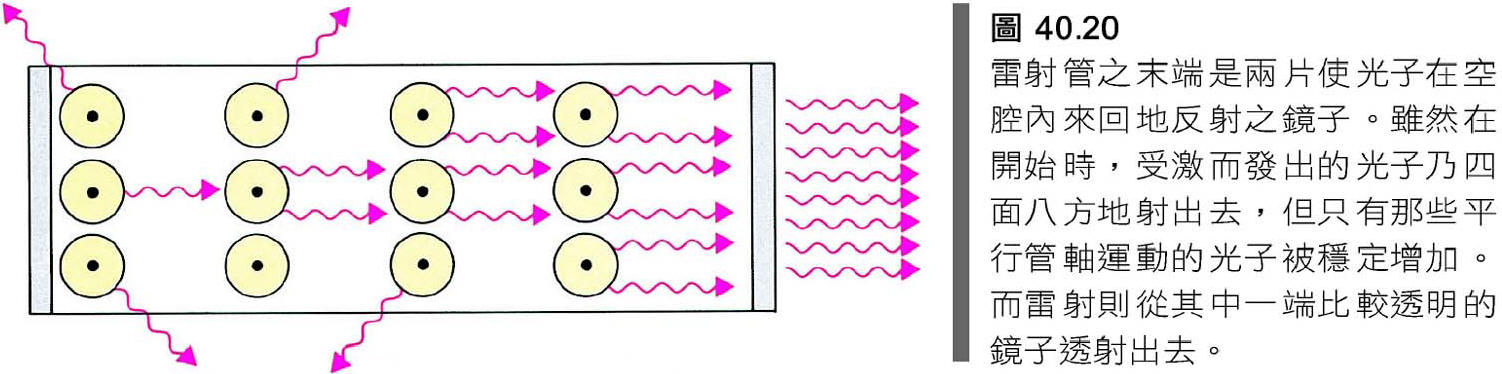 圖 40.20
雷射管之末端是兩片使光子在空
腔內來回地反射之鏡子。雖然在
開始時，受激而發出的光子乃四
面八方地射出去，但只有那些平
行管軸運動的光子被穩定增加。
而雷射則從其中一端比較透明的
鏡子透射出去。